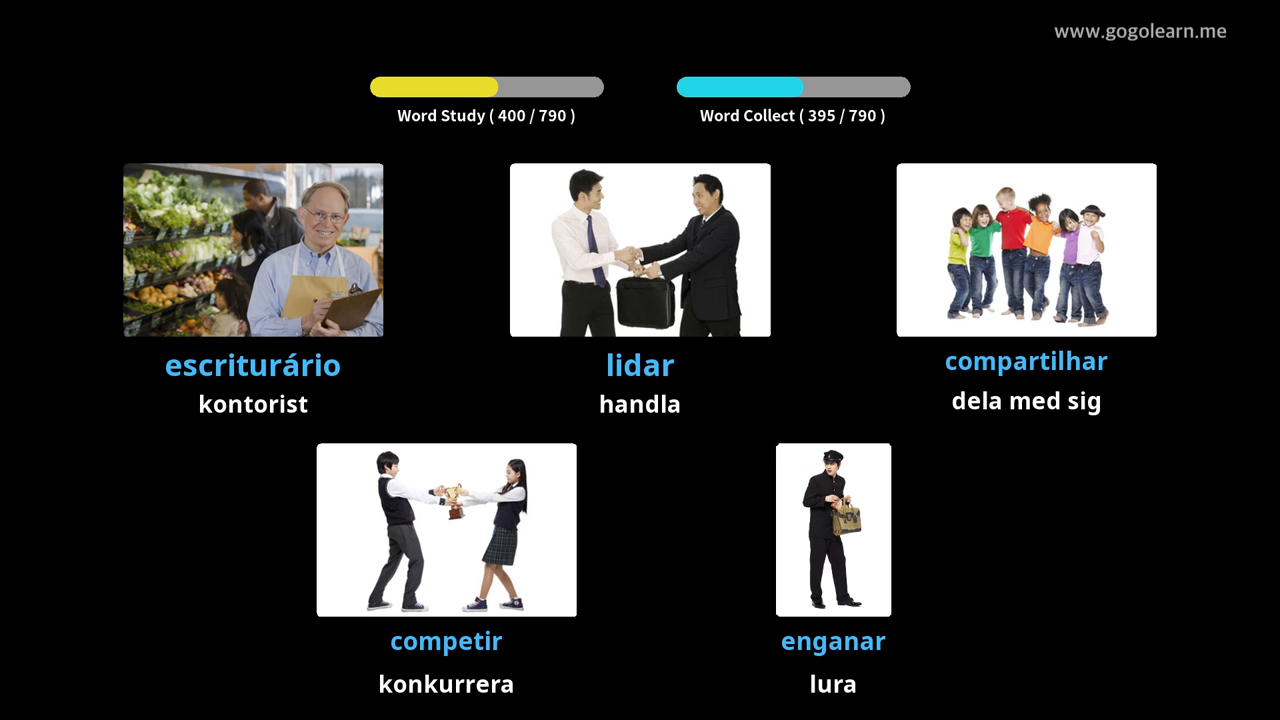 www.gogolearn.me
Word Study ( 400 / 790 )
Word Collect ( 395 / 790 )
escriturário
kontorist
lidar
handla
compartilhar
dela med sig
competir
konkurrera
enganar
lura